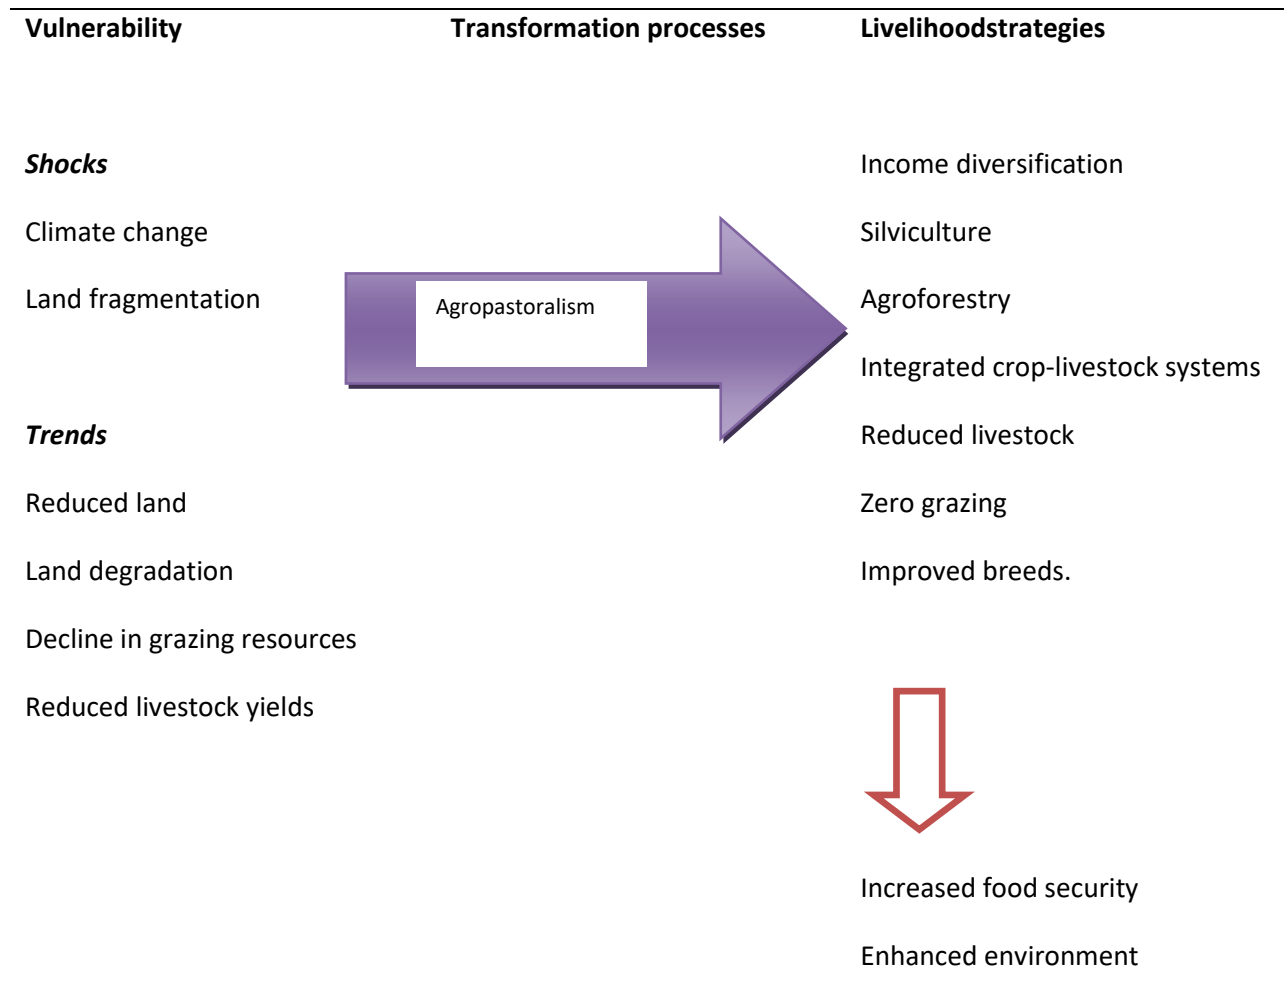 Vulnerability Transformation processes Livelihoodstrategies
Shocks Income diversification
Climate change Silviculture
Land fragmentation Agropastoralism Agroforestry
Integrated crop-livestock systems
Trends Reduced livestock
Reduced land Zero grazing
Land degradation Improved breeds.
Decline in grazing resources
Reduced livestock yields
Increased food security
Enhanced environment